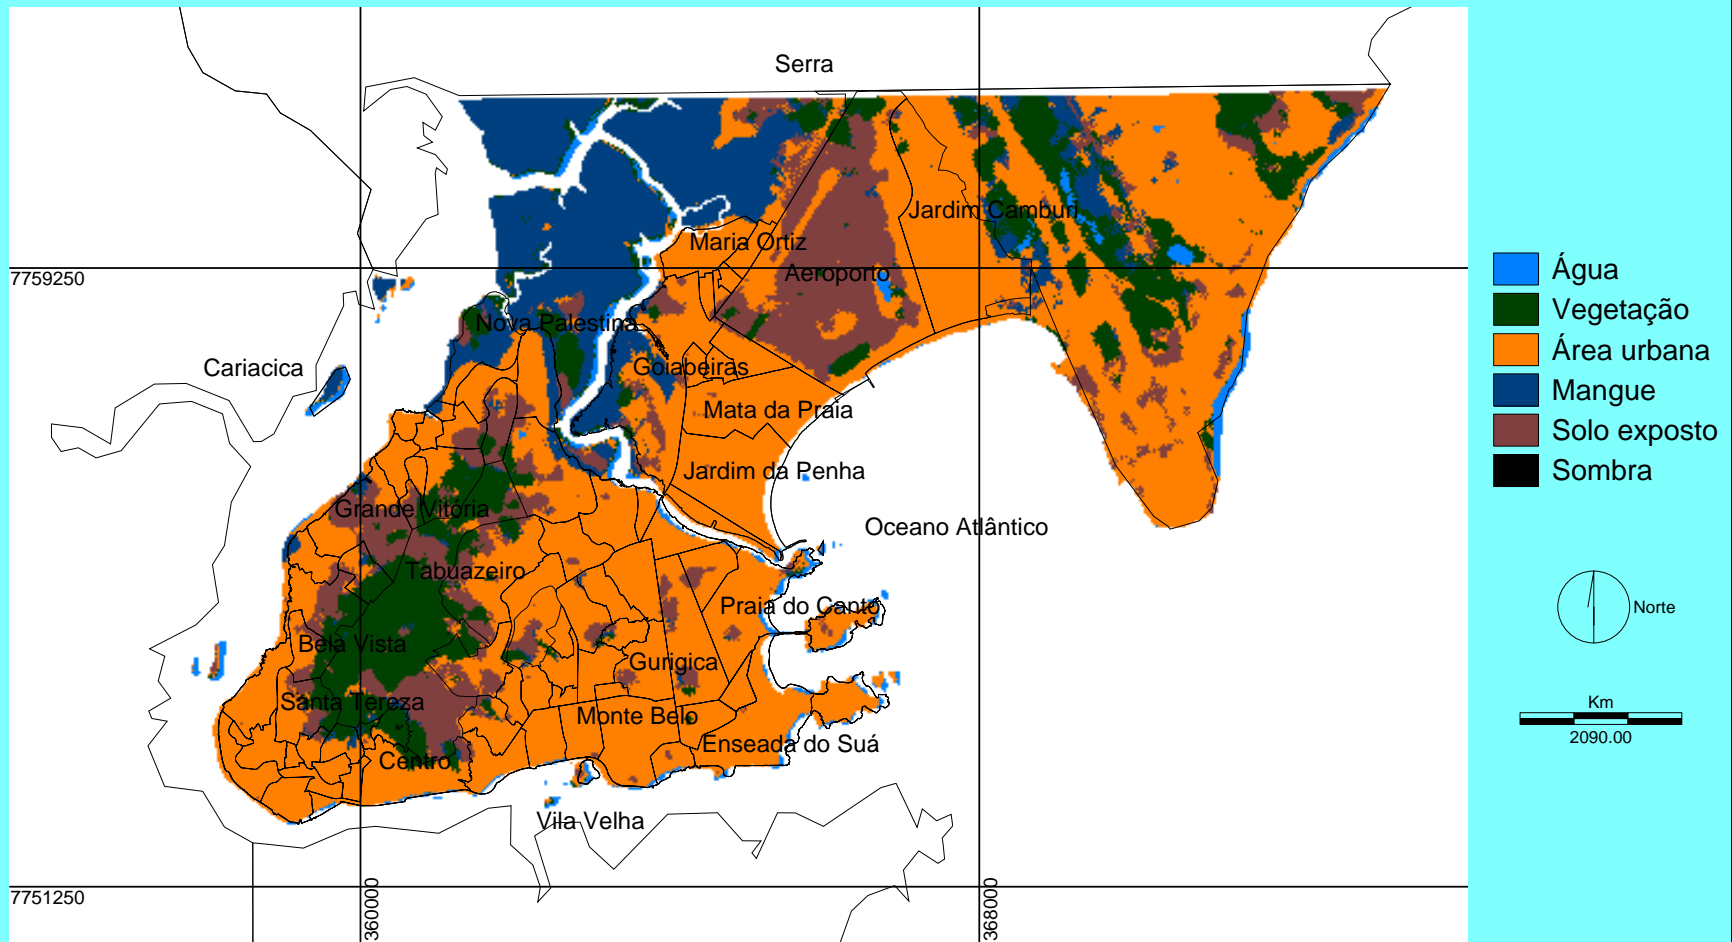 Serra
Jardim Camburi
Maria Ortiz
Aeroporto
7759250
Nova Palestina
Cariacica
Goiabeiras
Mata da Praia
Jardim da Penha
Grande Vitória
Oceano Atlântico
Tabuazeiro
Praia do Canto
Bela Vista
Gurigica
Santa Tereza
Monte Belo
Enseada do Suá
Centro
Vila Velha
7751250
360000
368000
Água
Vegetação
Área urbana
Mangue
Solo exposto
Sombra
Norte
Km
2090.00